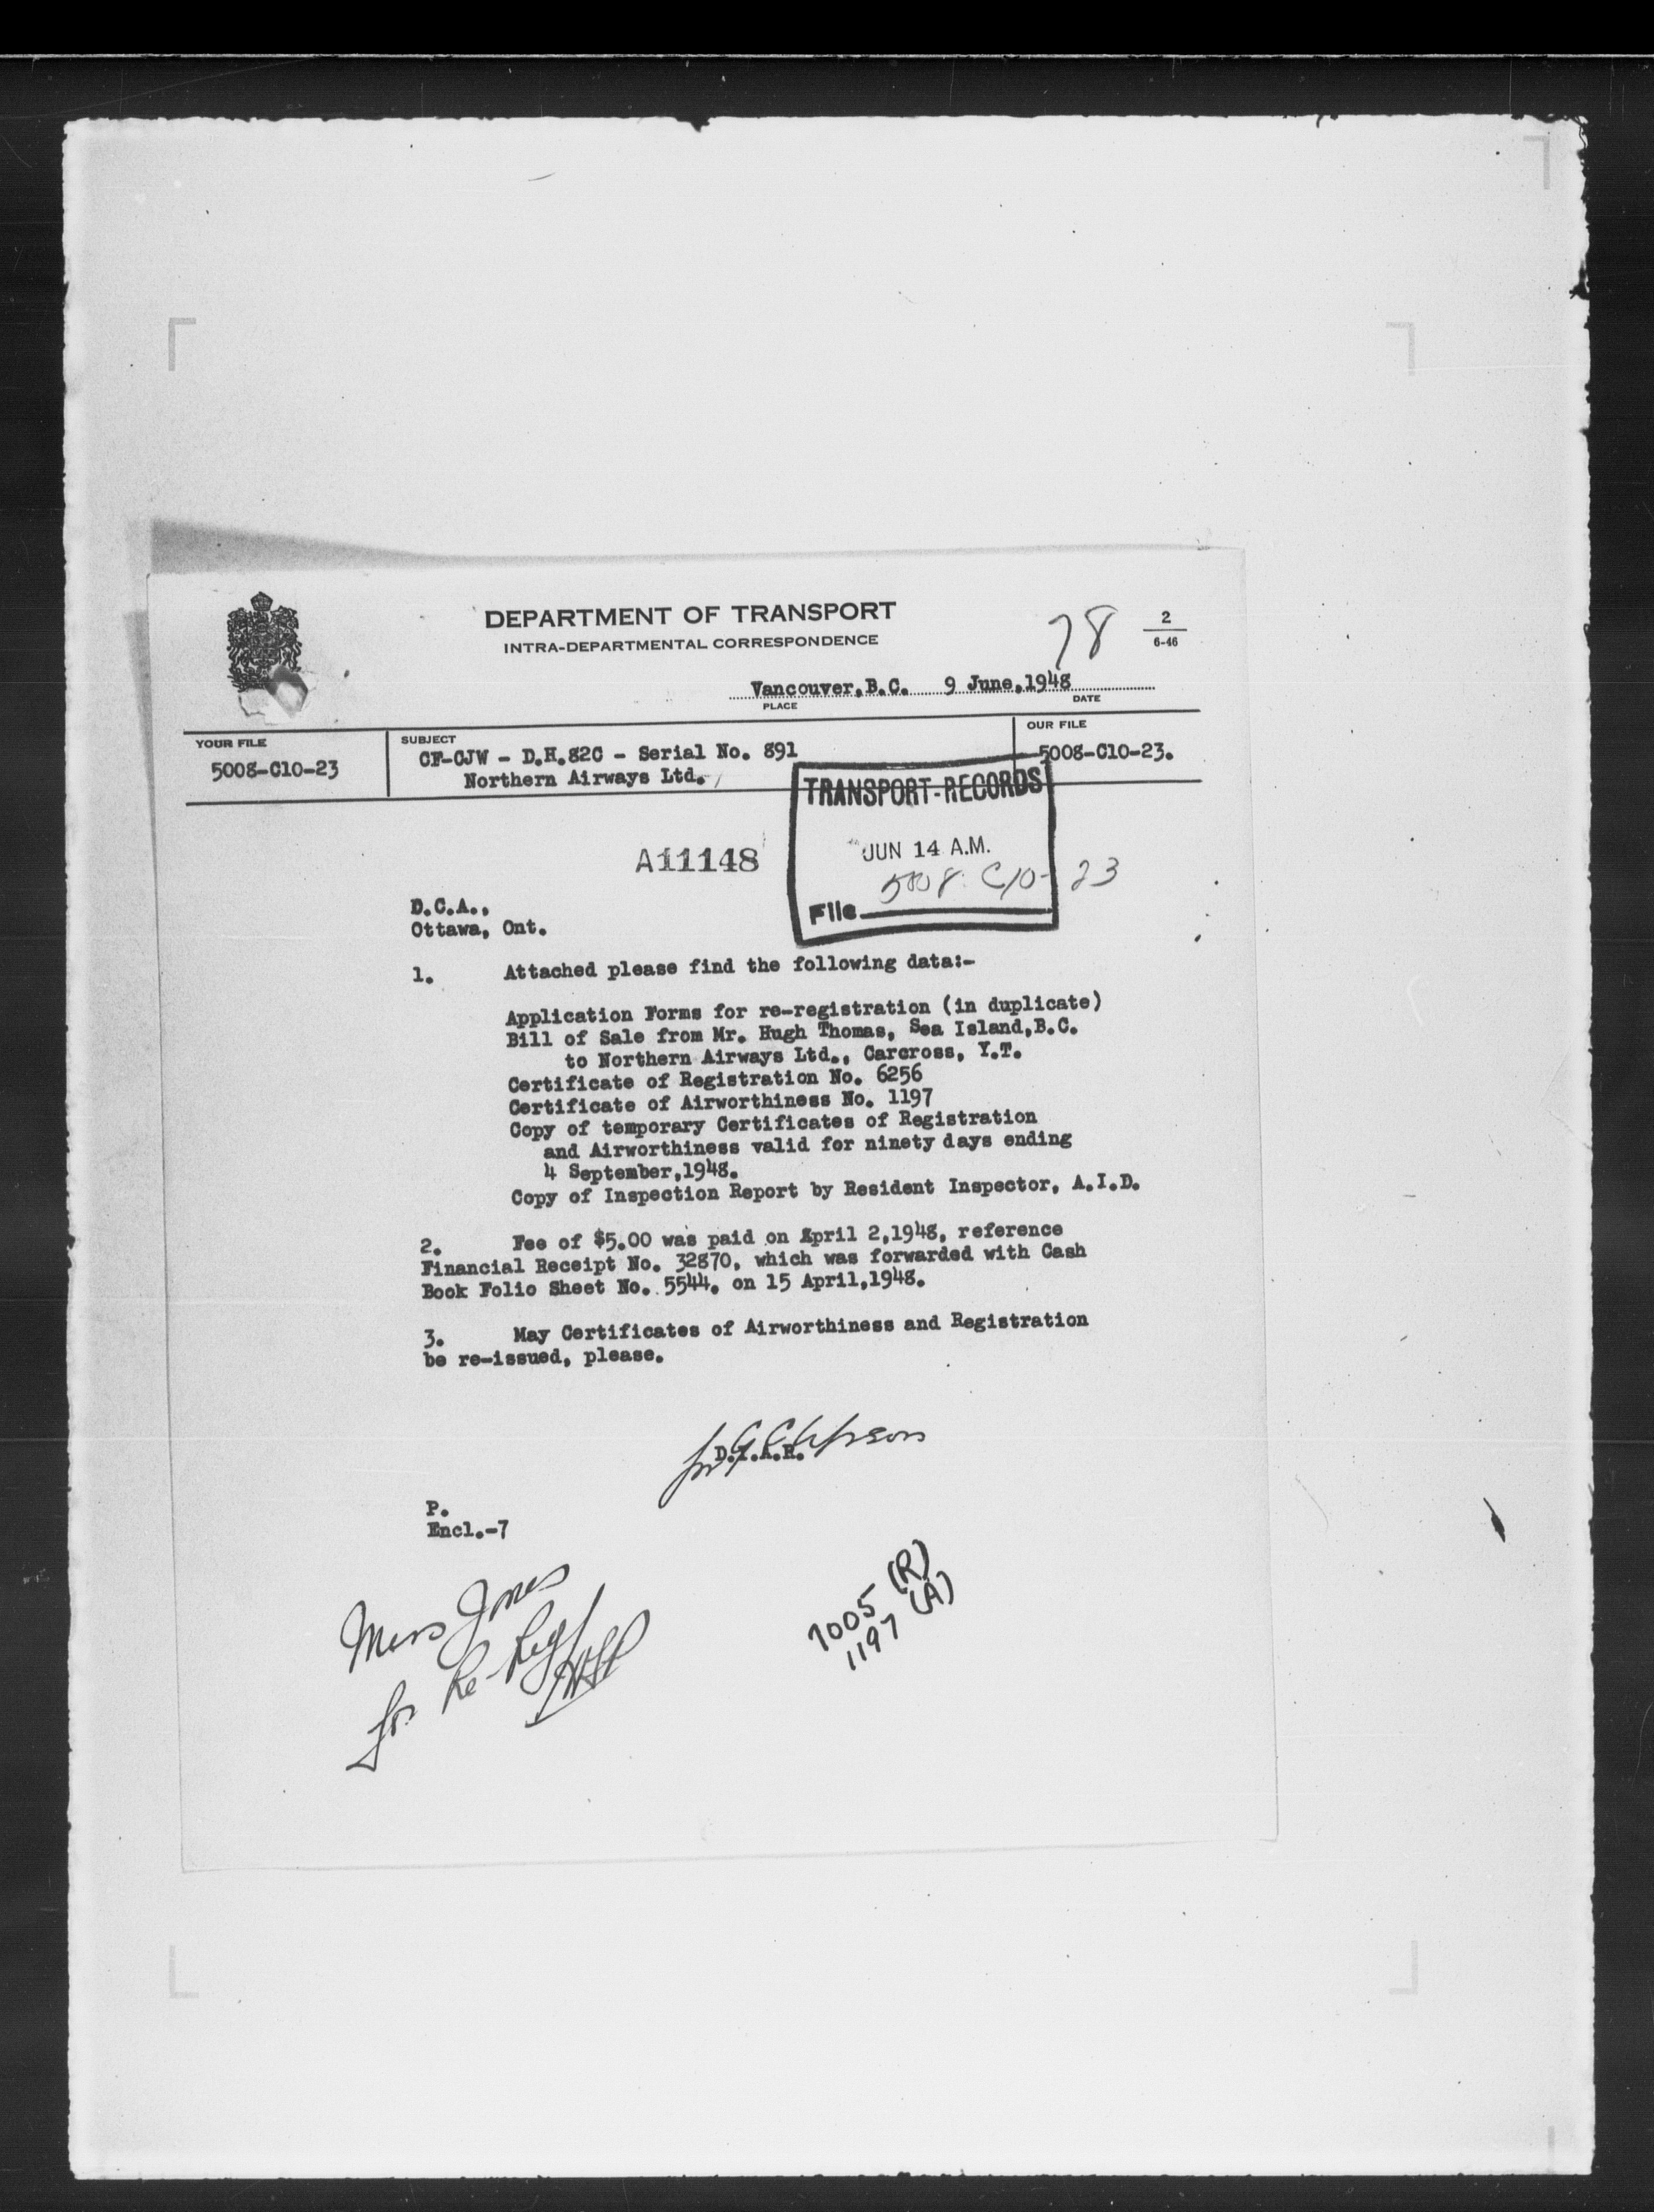 DEPARTMENT OF TRANSPORT
INTRA-DEPARTMENTAL CORRESPONDENCE
78
2
6-46
Vancouver,B.C. 9 June,1948
PLACE DATE
YOUR FILE
5008-C10-23
SUBJECT
CF-CJW - D.H.82C - Serial No. 891
Northern Airways Ltd.
OUR FILE
5008-C10-23.
TRANSPORT-RECORDS
JUN 14 A.M.
5008 C10-23
File
A11148
D.C.A.,
Ottawa, Ont.
1. Attached please find the following data:-
Application Forms for re-registration (in duplicate)
Bill of Sale from Mr. Hugh Thomas, Sea Island,B.C.
to Northern Airways Ltd., Carcross, Y.T.
Certificate of Registration No. 6256
Certificate of Airworthiness No. 1197
Copy of temporary Certificates of Registration
and Airworthiness valid for ninety days ending
4 September,1948.
Copy of Inspection Report by Resident Inspector, A.I.D.
2. Fee of $5.00 was paid on April 2,1948, reference
Financial Receipt No. 32870, which was forwarded with Cash
Book Folio Sheet No. 5544, on 15 April,1948.
3. May Certificates of Airworthiness and Registration
be re-issued, please.
for
D.I.A.R.
P.
Encl.-7
Miss Jones
for Re-Reg
7005 (R)
1197 (A)